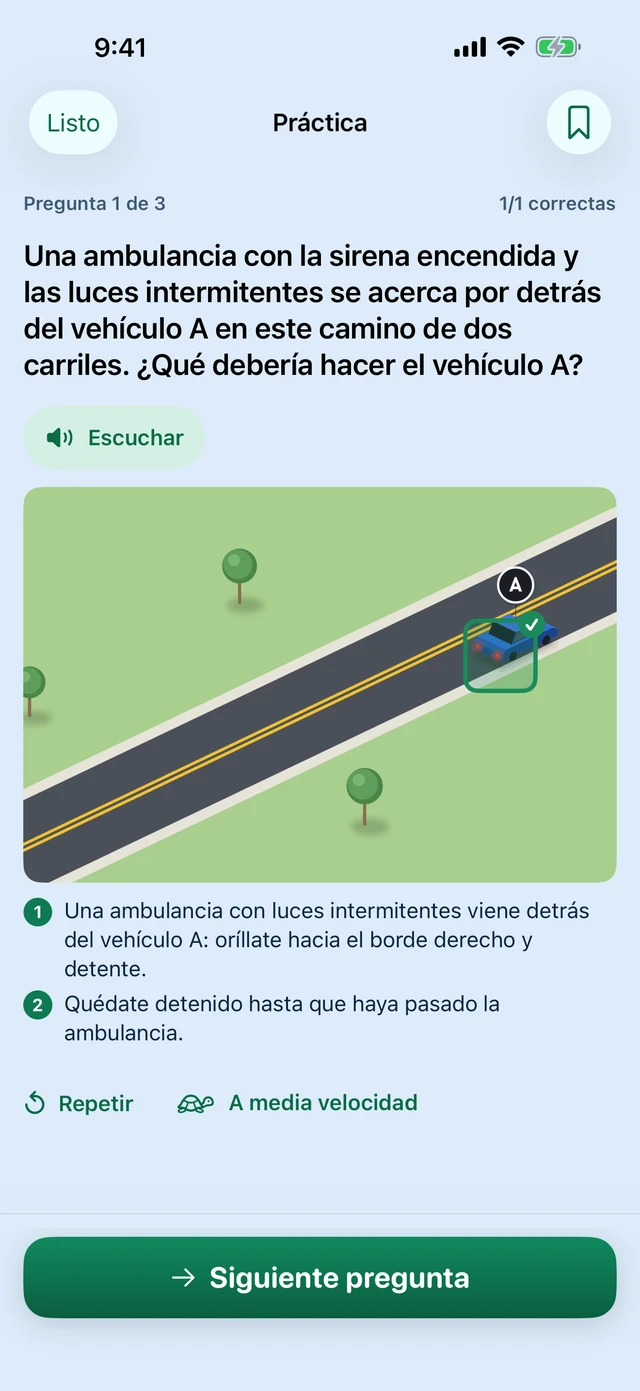 9:41
Listo
Práctica
Pregunta 1 de 3
1/1 correctas
Una ambulancia con la sirena encendida y
las luces intermitentes se acerca por detrás
del vehículo A en este camino de dos
carriles. ¿Qué debería hacer el vehículo A?
Escuchar
A
1 Una ambulancia con luces intermitentes viene detrás
del vehículo A: oríllate hacia el borde derecho y
detente.
2 Quédate detenido hasta que haya pasado la
ambulancia.
Repetir
A media velocidad
Siguiente pregunta